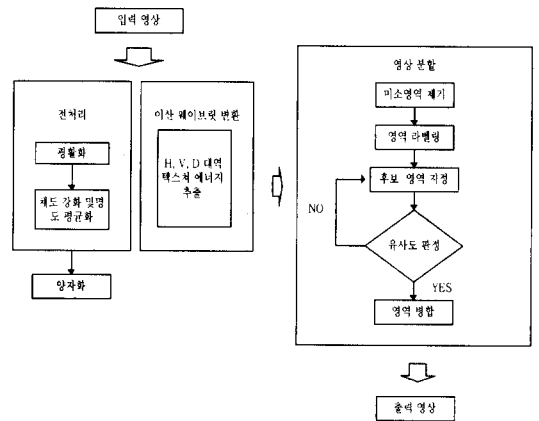 입력 영상
전처리
평활화
채도 강화 및명
도 평균화
양자화
이산 웨이브릿 변환
H, V, D 대역
텍스쳐 에너지
추출
영상 분할
미소영역 제거
영역 라벨링
후보 영역 지정
NO
유사도 판정
YES
영역 병합
출력 영상